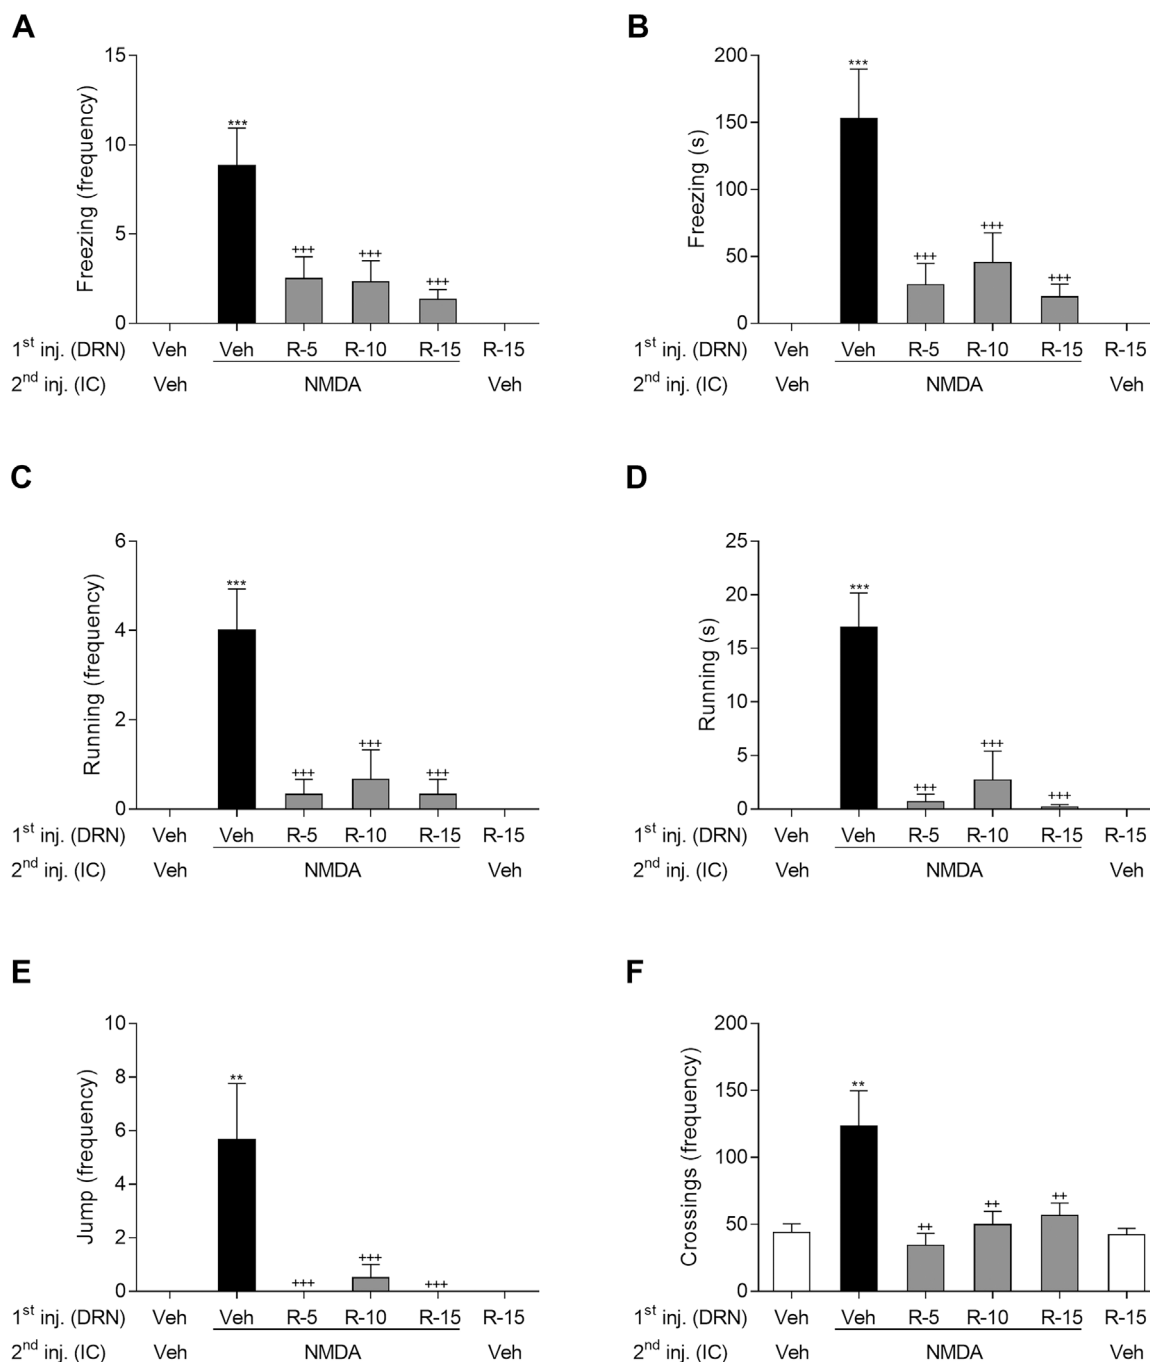 A
Freezing (frequency)
15
10
5
0
***
+++
+++
+++
1st inj. (DRN) Veh Veh R-5 R-10 R-15 R-15
2nd inj. (IC) Veh NMDA Veh
B
Freezing (s)
200
150
100
50
0
***
+++
+++
+++
Veh Veh R-5 R-10 R-15 R-15
Veh NMDA Veh
C
Running (frequency)
6
4
2
0
***
+++
+++
+++
1st inj. (DRN) Veh Veh R-5 R-10 R-15 R-15
2nd inj. (IC) Veh NMDA Veh
D
Running (s)
25
20
15
10
5
0
***
+++
+++
+++
1st inj. (DRN) Veh Veh R-5 R-10 R-15 R-15
2nd inj. (IC) Veh NMDA Veh
E
Jump (frequency)
10
8
6
4
2
0
**
+++
+++
+++
1st inj. (DRN) Veh Veh R-5 R-10 R-15 R-15
2nd inj. (IC) Veh NMDA Veh
F
Crossings (frequency)
200
150
100
50
0
**
++
++
++
1st inj. (DRN) Veh Veh R-5 R-10 R-15 R-15
2nd inj. (IC) Veh NMDA Veh